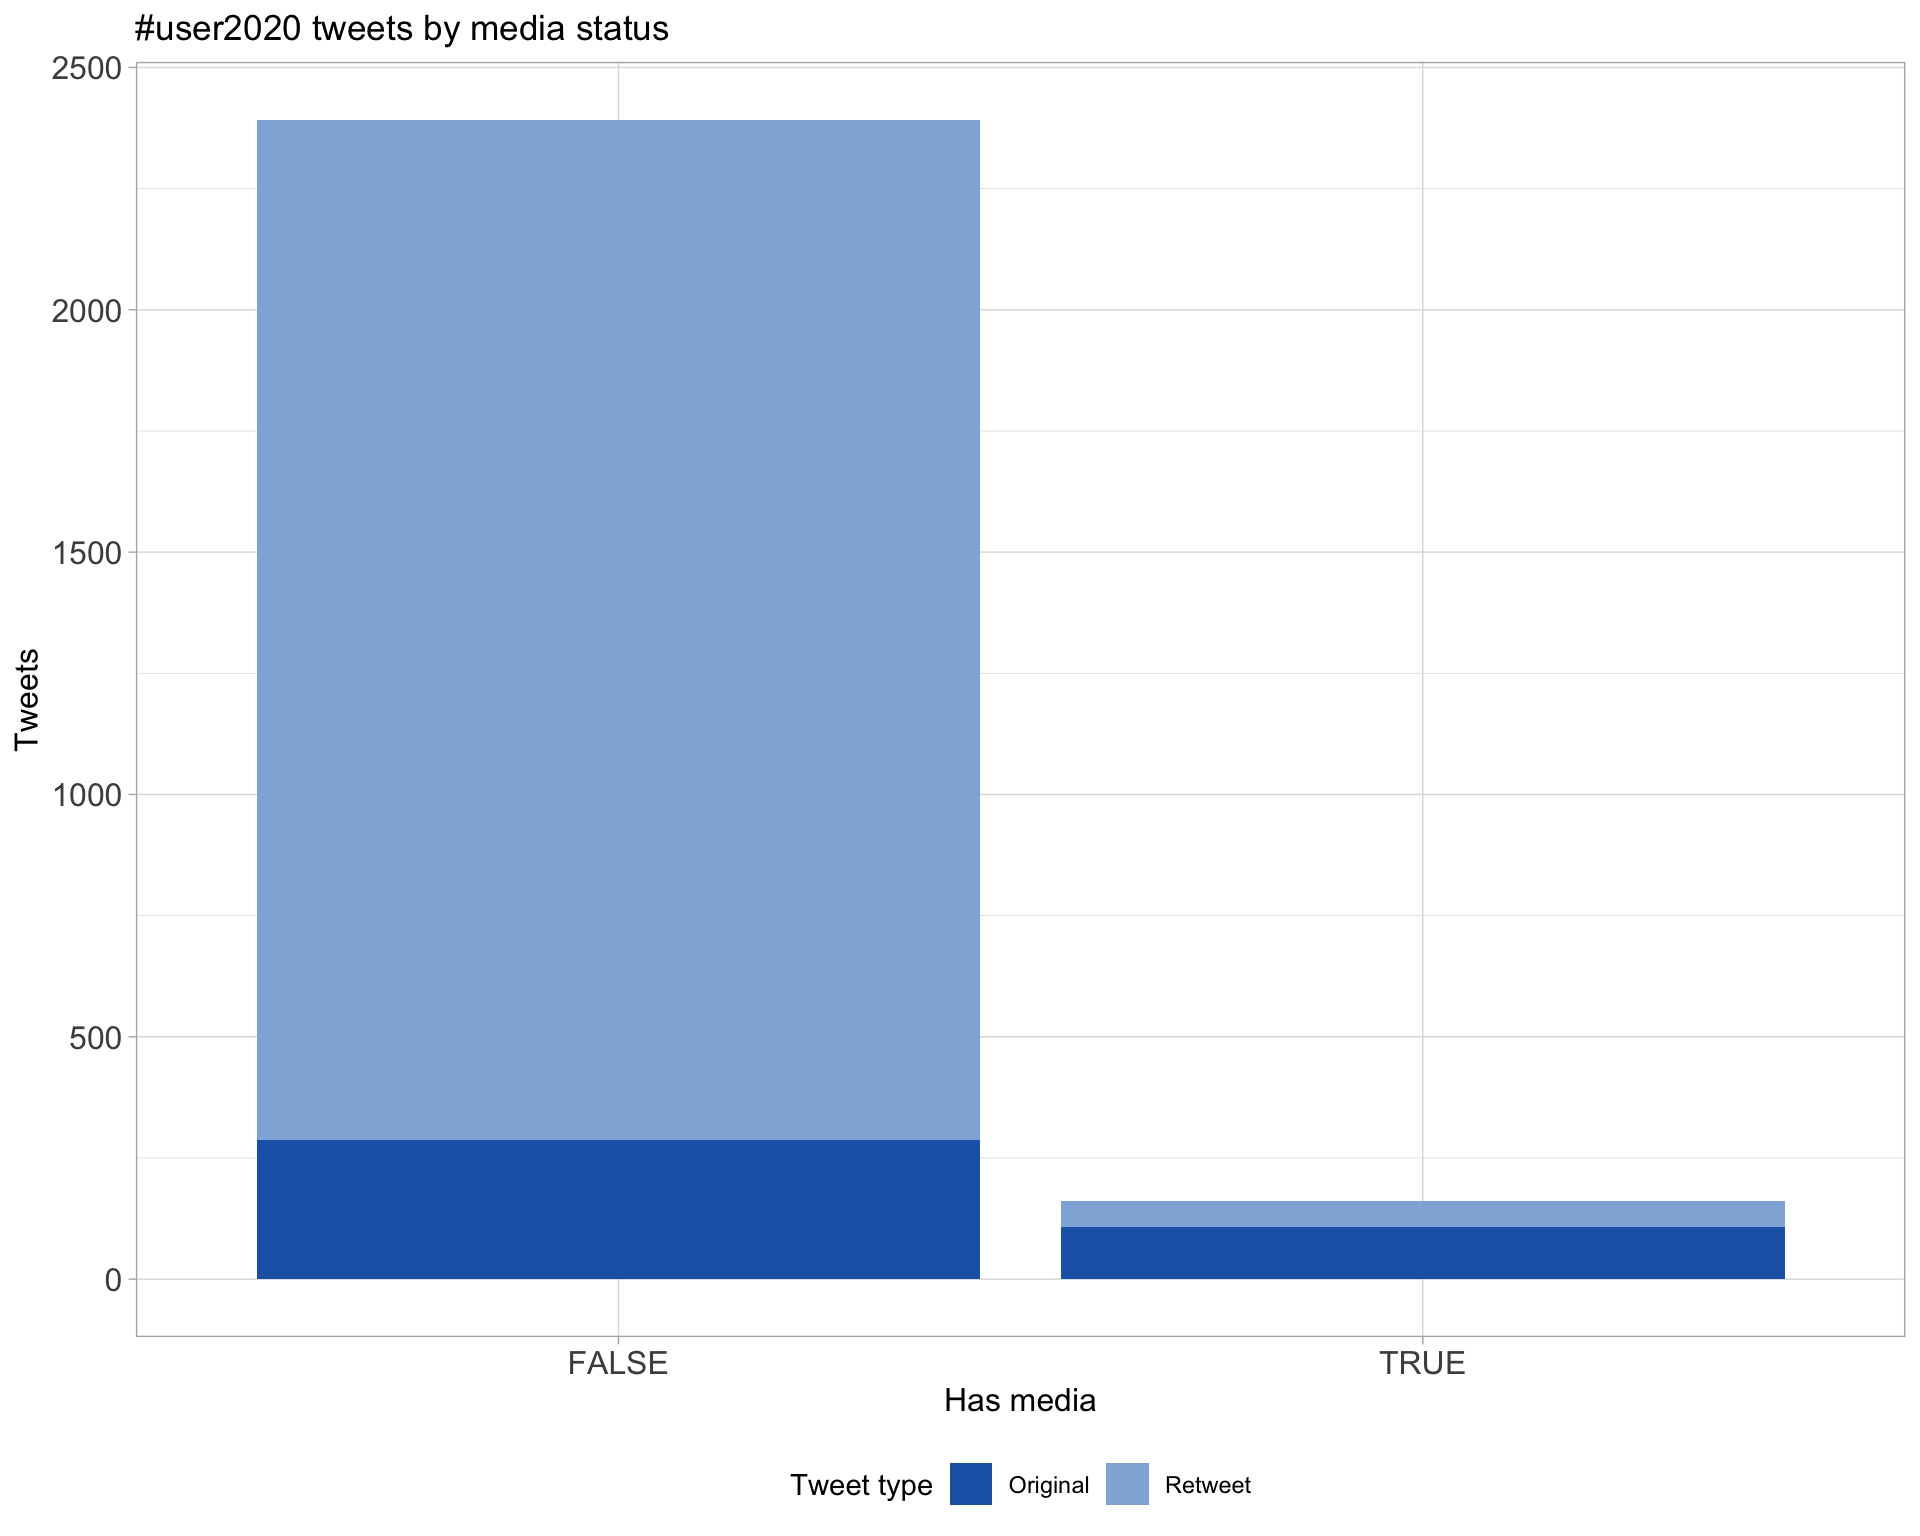 #user2020 tweets by media status
2500
2000
1500
1000
500
0
Tweets
FALSE TRUE
Has media
Tweet type Original Retweet